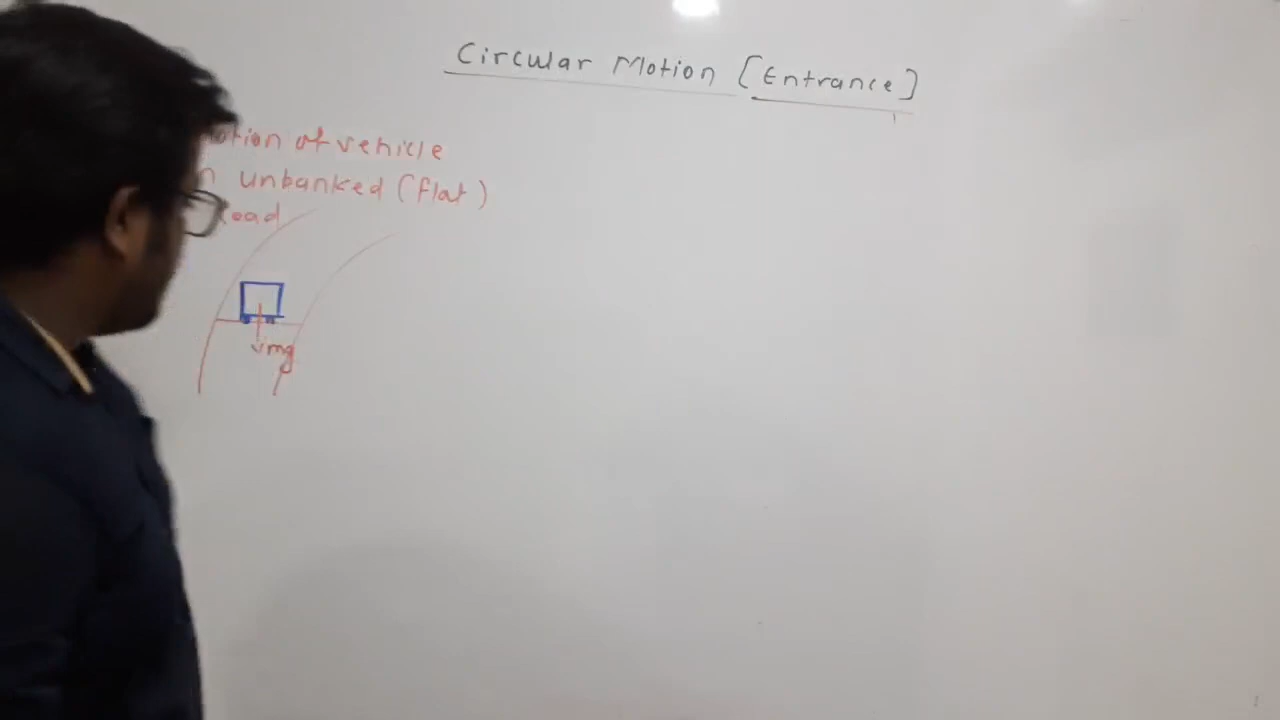 Circular Motion [Entrance]
of vehicle
unbanked (flat)
mg